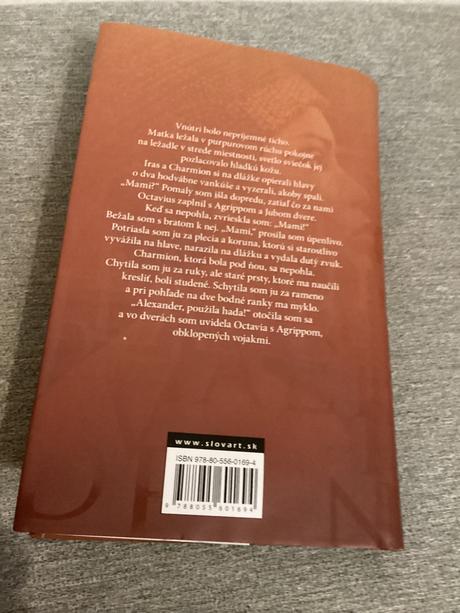 Vnútri bolo nepríjemné ticho.
Matka ležala v purpurovom rúchu pokojne
na ležadle v strede miestnosti, svetlo sviečok jej
pozlacovalo hladkú kožu.
Iras a Charmion si na dlážke opierali hlavy
o dva hodvábne vankúše a vyzerali, akoby spali.
„Mami?“ Pomaly som išla dopredu, zatiaľ čo za nami
Octavius zaplnil s Agrippom a Jubom dvere.
Keď sa nepohla, zvrieskla som: „Mami!“
Bežala som s bratom k nej. „Mami,“ prosila som úpenlivo.
Potriasla som ju za plecia a koruna, ktorú si starostlivo
vyvážila na hlave, narazila na dlážku a vydala dutý zvuk.
Charmion, ktorá bola pod ňou, sa nepohla.
Chytila som ju za ruky, ale staré prsty, ktoré ma naučili
kresliť, boli studené. Schytila som ju za rameno
a pri pohľade na dve bodné ranky ma myklo.
„Alexander, použila hada!“ otočila som sa
a vo dverách som uvidela Octavia s Agrippom,
obklopených vojakmi.
www.slovart.sk
ISBN 978-80-556-0169-4
9 788055 601694